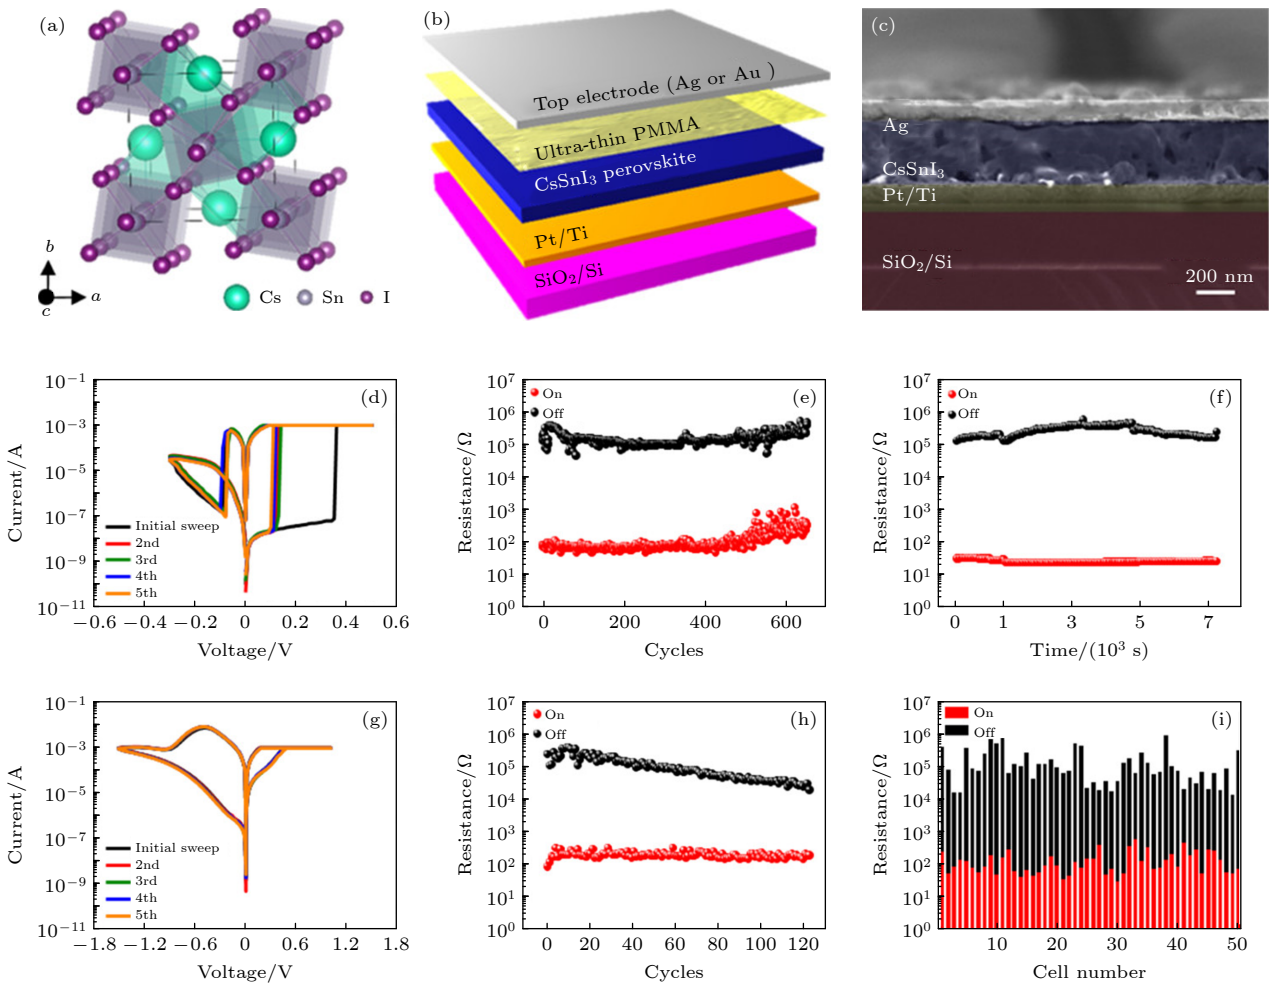 (a)
b
a
c
Cs
Sn
I
(b)
Top electrode (Ag or Au )
Ultra-thin PMMA
CsSnI₃ perovskite
Pt/Ti
SiO₂/Si
(c)
Ag
CsSnI₃
Pt/Ti
SiO₂/Si
200 nm
(d)
Current/A
10⁻¹
10⁻³
10⁻⁵
10⁻⁷
10⁻⁹
10⁻¹¹
Initial sweep
2nd
3rd
4th
5th
−0.6 −0.4 −0.2 0 0.2 0.4 0.6
Voltage/V
(e)
On
Off
Resistance/Ω
10⁷
10⁶
10⁵
10⁴
10³
10²
10¹
10⁰
0 200 400 600
Cycles
(f)
On
Off
Resistance/Ω
10⁷
10⁶
10⁵
10⁴
10³
10²
10¹
10⁰
0 1 3 5 7
Time/(10³ s)
(g)
Current/A
10⁻¹
10⁻³
10⁻⁵
10⁻⁷
10⁻⁹
10⁻¹¹
Initial sweep
2nd
3rd
4th
5th
−1.8 −1.2 −0.6 0 0.6 1.2 1.8
Voltage/V
(h)
On
Off
Resistance/Ω
10⁷
10⁶
10⁵
10⁴
10³
10²
10¹
10⁰
0 20 40 60 80 100 120
Cycles
(i)
On
Off
Resistance/Ω
10⁷
10⁶
10⁵
10⁴
10³
10²
10¹
10⁰
10 20 30 40 50
Cell number